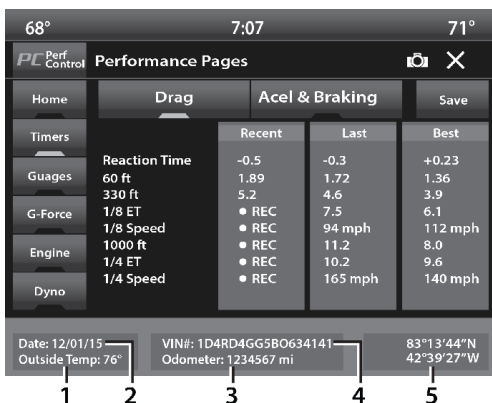 68° 7:07 71°
PC Perf Control Performance Pages
Home Drag Acel & Braking Save
Timers Recent Last Best
Reaction Time -0.5 -0.3 +0.23
Guages 60 ft 1.89 1.72 1.36
330 ft 5.2 4.6 3.9
G-Force 1/8 ET REC 7.5 6.1
1/8 Speed REC 94 mph 112 mph
Engine 1000 ft REC 11.2 8.0
1/4 ET REC 10.2 9.6
Dyno 1/4 Speed REC 165 mph 140 mph
Date: 12/01/15 VIN#: 1D4RD4GG5BO634141 83°13'44"N
Outside Temp: 76° Odometer: 1234567 mi 42°39'27"W
1 2 3 4 5